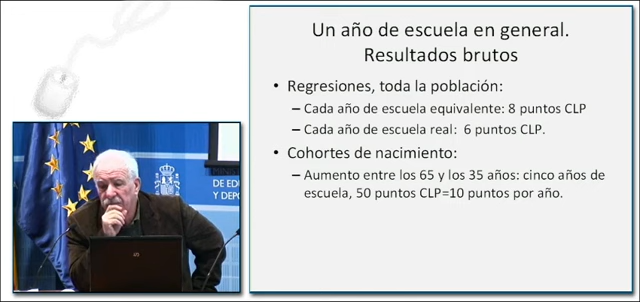 Un año de escuela en general.
Resultados brutos
• Regresiones, toda la población:
– Cada año de escuela equivalente: 8 puntos CLP
– Cada año de escuela real: 6 puntos CLP.
• Cohortes de nacimiento:
– Aumento entre los 65 y los 35 años: cinco años de
escuela, 50 puntos CLP=10 puntos por año.
DE EDU
Y DEPO